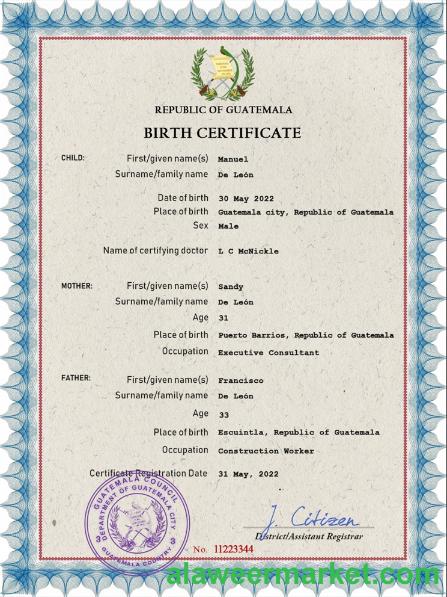 REPUBLIC OF GUATEMALA
BIRTH CERTIFICATE
CHILD: First/given name(s) Manuel
Surname/family name De León
Date of birth 30 May 2022
Place of birth Guatemala city, Republic of Guatemala
Sex Male
Name of certifying doctor L C McNickle
MOTHER: First/given name(s) Sandy
Surname/family name De León
Age 31
Place of birth Puerto Barrios, Republic of Guatemala
Occupation Executive Consultant
FATHER: First/given name(s) Francisco
Surname/family name De León
Age 33
Place of birth Escuintla, Republic of Guatemala
Occupation Construction Worker
Certificate Registration Date 31 May, 2022
GUATEMALA COUNCIL
DEPARTMENT OF GUATEMALA CITY
3 3
GUATEMALA COUNTRY
J. Citizen
District/Assistant Registrar
No. 11223344
alaweermarket.com